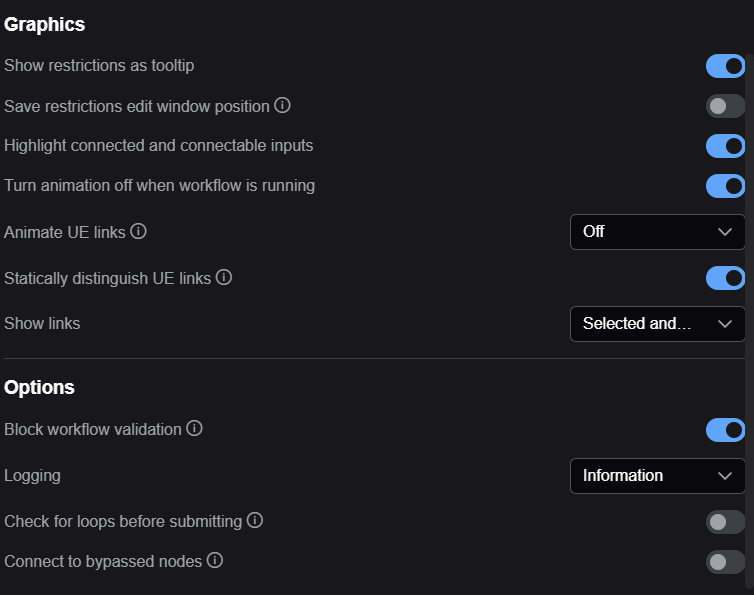 Graphics
Show restrictions as tooltip
Save restrictions edit window position
Highlight connected and connectable inputs
Turn animation off when workflow is running
Animate UE links
Off
Statically distinguish UE links
Show links
Selected and…
Options
Block workflow validation
Logging
Information
Check for loops before submitting
Connect to bypassed nodes